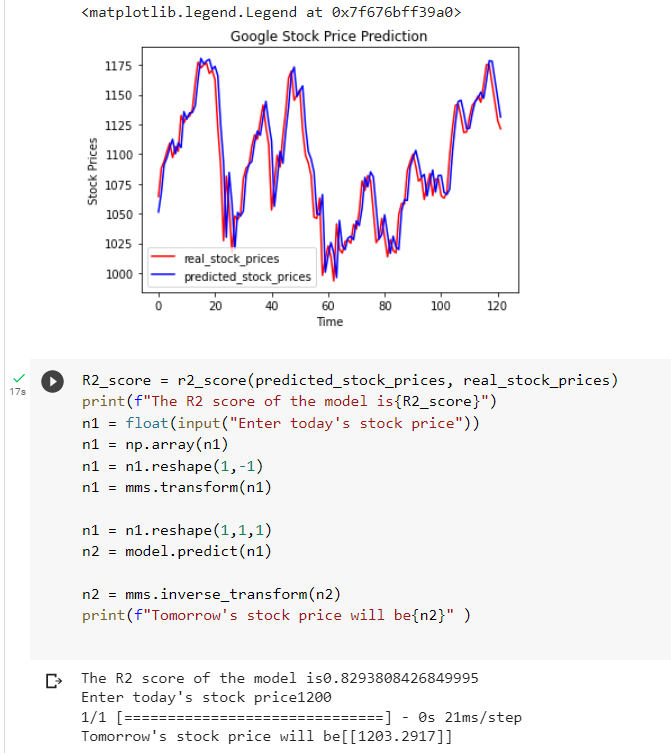 <matplotlib.legend.Legend at 0x7f676bff39a0>
Google Stock Price Prediction
Stock Prices
1175
1150
1125
1100
1075
1050
1025
1000
real_stock_prices
predicted_stock_prices
0 20 40 60 80 100 120
Time
17s
R2_score = r2_score(predicted_stock_prices, real_stock_prices)
print(f"The R2 score of the model is{R2_score}")
n1 = float(input("Enter today's stock price"))
n1 = np.array(n1)
n1 = n1.reshape(1,-1)
n1 = mms.transform(n1)
n1 = n1.reshape(1,1,1)
n2 = model.predict(n1)
n2 = mms.inverse_transform(n2)
print(f"Tomorrow's stock price will be{n2}" )
The R2 score of the model is0.8293808426849995
Enter today's stock price1200
1/1 [==============================] - 0s 21ms/step
Tomorrow's stock price will be[[1203.2917]]